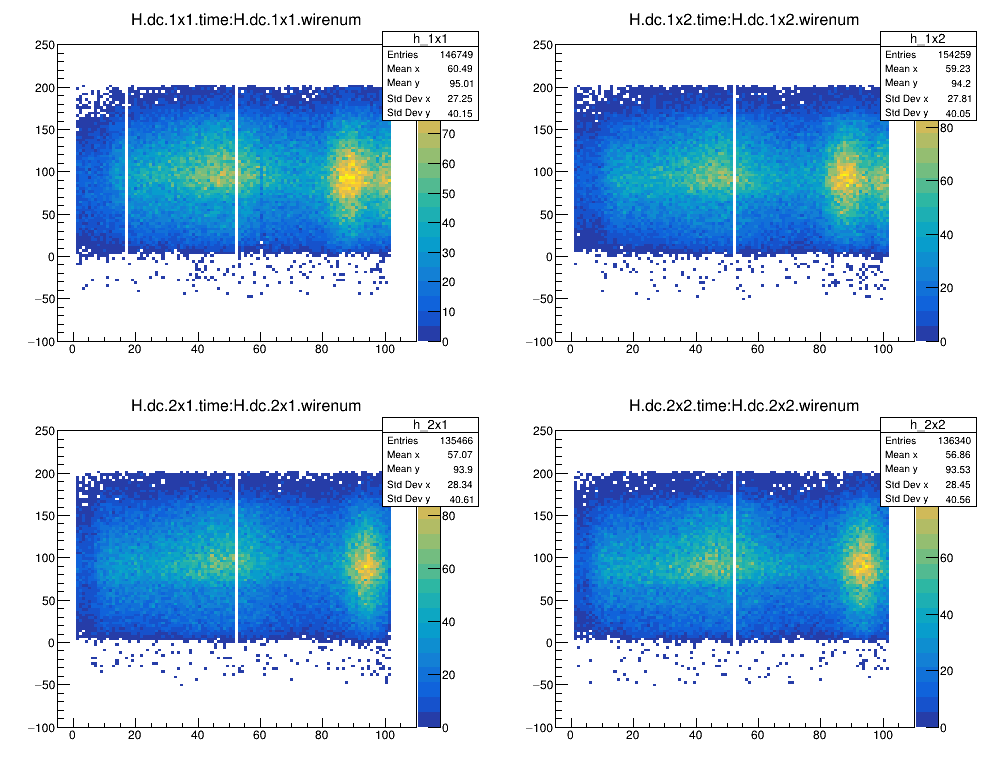 H.dc.1x1.time:H.dc.1x1.wirenum
h_1x1
Entries 146749
Mean x 60.49
Mean y 95.01
Std Dev x 27.25
Std Dev y 40.15
250
200
150
100
50
0
−50
−100
0 20 40 60 80 100
70
60
50
40
30
20
10
0
H.dc.1x2.time:H.dc.1x2.wirenum
h_1x2
Entries 154259
Mean x 59.23
Mean y 94.2
Std Dev x 27.81
Std Dev y 40.05
250
200
150
100
50
0
−50
−100
0 20 40 60 80 100
80
60
40
20
0
H.dc.2x1.time:H.dc.2x1.wirenum
h_2x1
Entries 135466
Mean x 57.07
Mean y 93.9
Std Dev x 28.34
Std Dev y 40.61
250
200
150
100
50
0
−50
−100
0 20 40 60 80 100
80
60
40
20
0
H.dc.2x2.time:H.dc.2x2.wirenum
h_2x2
Entries 136340
Mean x 56.86
Mean y 93.53
Std Dev x 28.45
Std Dev y 40.56
250
200
150
100
50
0
−50
−100
0 20 40 60 80 100
60
40
20
0